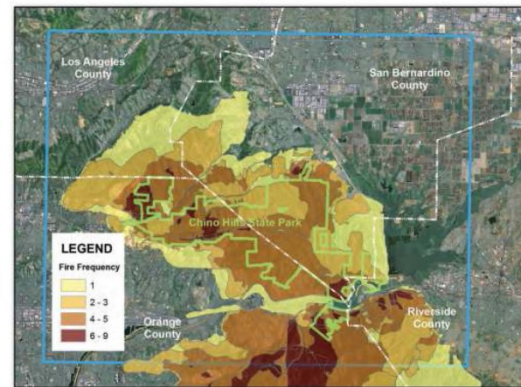 Los Angeles
County
San Bernardino
County
Chino Hills State Park
LEGEND
Fire Frequency
1
2 - 3
4 - 5
6 - 9
Orange
County
Riverside
County